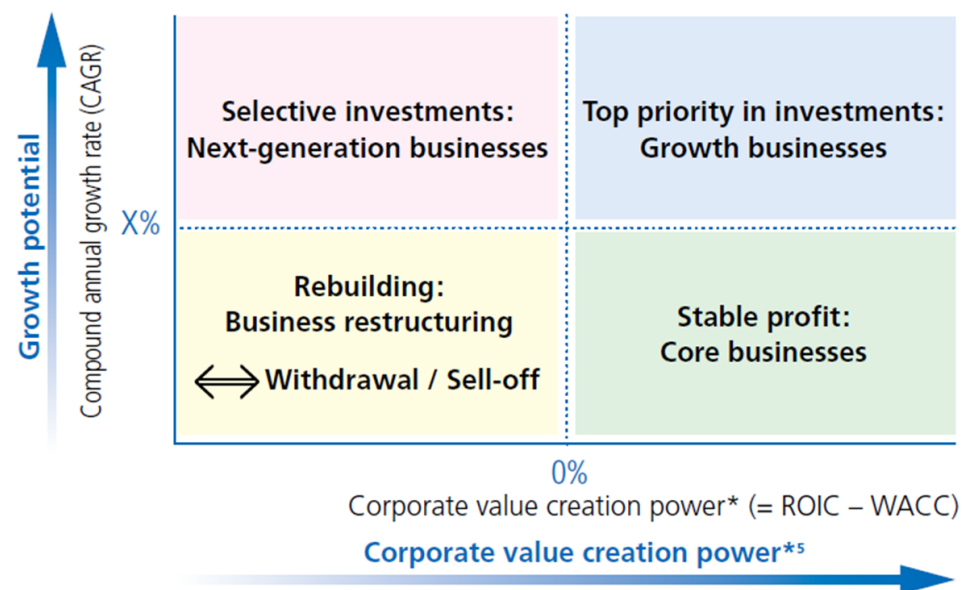 Growth potential
Compound annual growth rate (CAGR)
X%
Selective investments:
Next-generation businesses
Top priority in investments:
Growth businesses
Rebuilding:
Business restructuring
Withdrawal / Sell-off
Stable profit:
Core businesses
0%
Corporate value creation power* (= ROIC – WACC)
Corporate value creation power*⁵